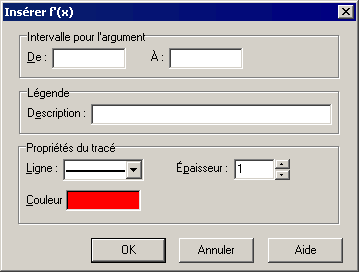 Insérer f'(x)
Intervalle pour l'argument
De :
À :
Légende
Description :
Propriétés du tracé
Ligne :
Épaisseur : 1
Couleur
OK Annuler Aide